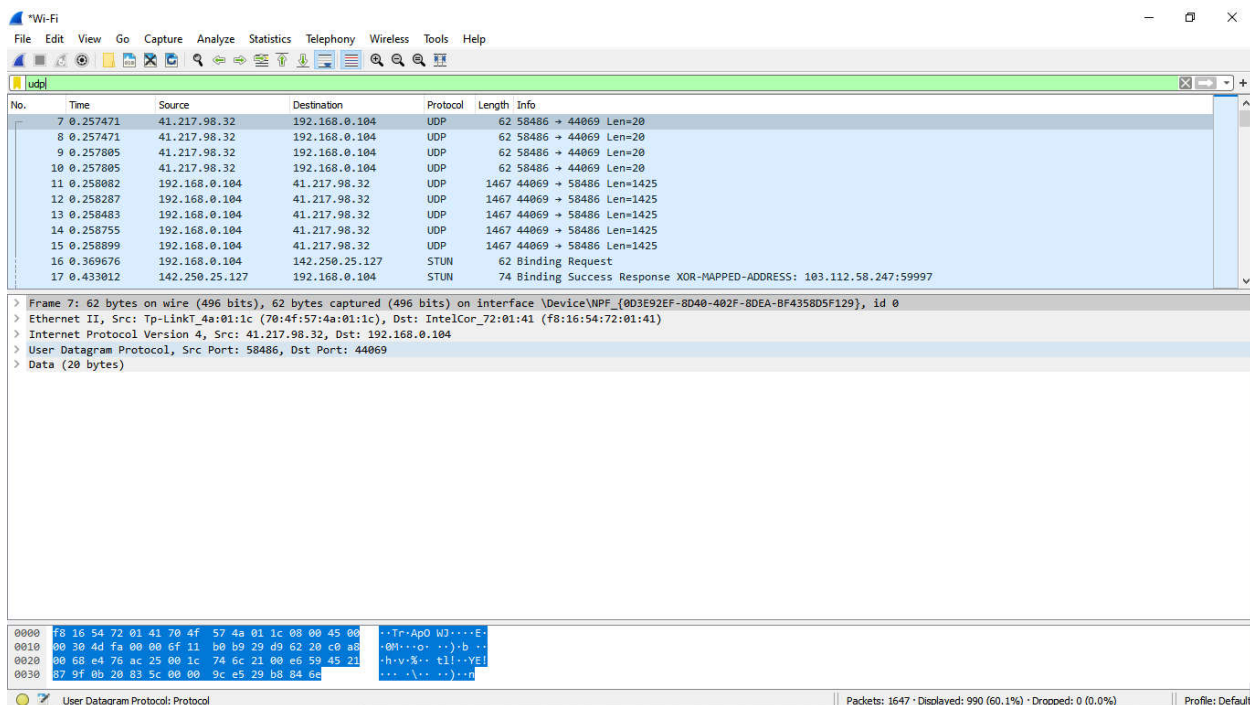 *Wi-Fi
File Edit View Go Capture Analyze Statistics Telephony Wireless Tools Help
udp
No. Time Source Destination Protocol Length Info
7 0.257471 41.217.98.32 192.168.0.104 UDP 62 58486 → 44069 Len=20
8 0.257471 41.217.98.32 192.168.0.104 UDP 62 58486 → 44069 Len=20
9 0.257805 41.217.98.32 192.168.0.104 UDP 62 58486 → 44069 Len=20
10 0.257805 41.217.98.32 192.168.0.104 UDP 62 58486 → 44069 Len=20
11 0.258082 192.168.0.104 41.217.98.32 UDP 1467 44069 → 58486 Len=1425
12 0.258287 192.168.0.104 41.217.98.32 UDP 1467 44069 → 58486 Len=1425
13 0.258483 192.168.0.104 41.217.98.32 UDP 1467 44069 → 58486 Len=1425
14 0.258755 192.168.0.104 41.217.98.32 UDP 1467 44069 → 58486 Len=1425
15 0.258899 192.168.0.104 41.217.98.32 UDP 1467 44069 → 58486 Len=1425
16 0.369676 192.168.0.104 142.250.25.127 STUN 62 Binding Request
17 0.433012 142.250.25.127 192.168.0.104 STUN 74 Binding Success Response XOR-MAPPED-ADDRESS: 103.112.58.247:59997
> Frame 7: 62 bytes on wire (496 bits), 62 bytes captured (496 bits) on interface \Device\NPF_{0D3E92EF-8D40-402F-8DEA-BF4358D5F129}, id 0
> Ethernet II, Src: Tp-LinkT_4a:01:1c (70:4f:57:4a:01:1c), Dst: IntelCor_72:01:41 (f8:16:54:72:01:41)
> Internet Protocol Version 4, Src: 41.217.98.32, Dst: 192.168.0.104
> User Datagram Protocol, Src Port: 58486, Dst Port: 44069
> Data (20 bytes)
0000 f8 16 54 72 01 41 70 4f 57 4a 01 1c 08 00 45 00 ··Tr·ApO WJ····E·
0010 00 30 4d fa 00 00 6f 11 b0 b9 29 d9 62 20 c0 a8 ·0M···o· ··)·b ··
0020 00 68 e4 76 ac 25 00 1c 74 6c 21 00 e6 59 45 21 ·h·v·%·· tl!··YE!
0030 87 9f 0b 20 83 5c 00 00 9c e5 29 b8 84 6e ··· ·\·· ··)··n
User Datagram Protocol: Protocol Packets: 1647 · Displayed: 990 (60.1%) · Dropped: 0 (0.0%) Profile: Default